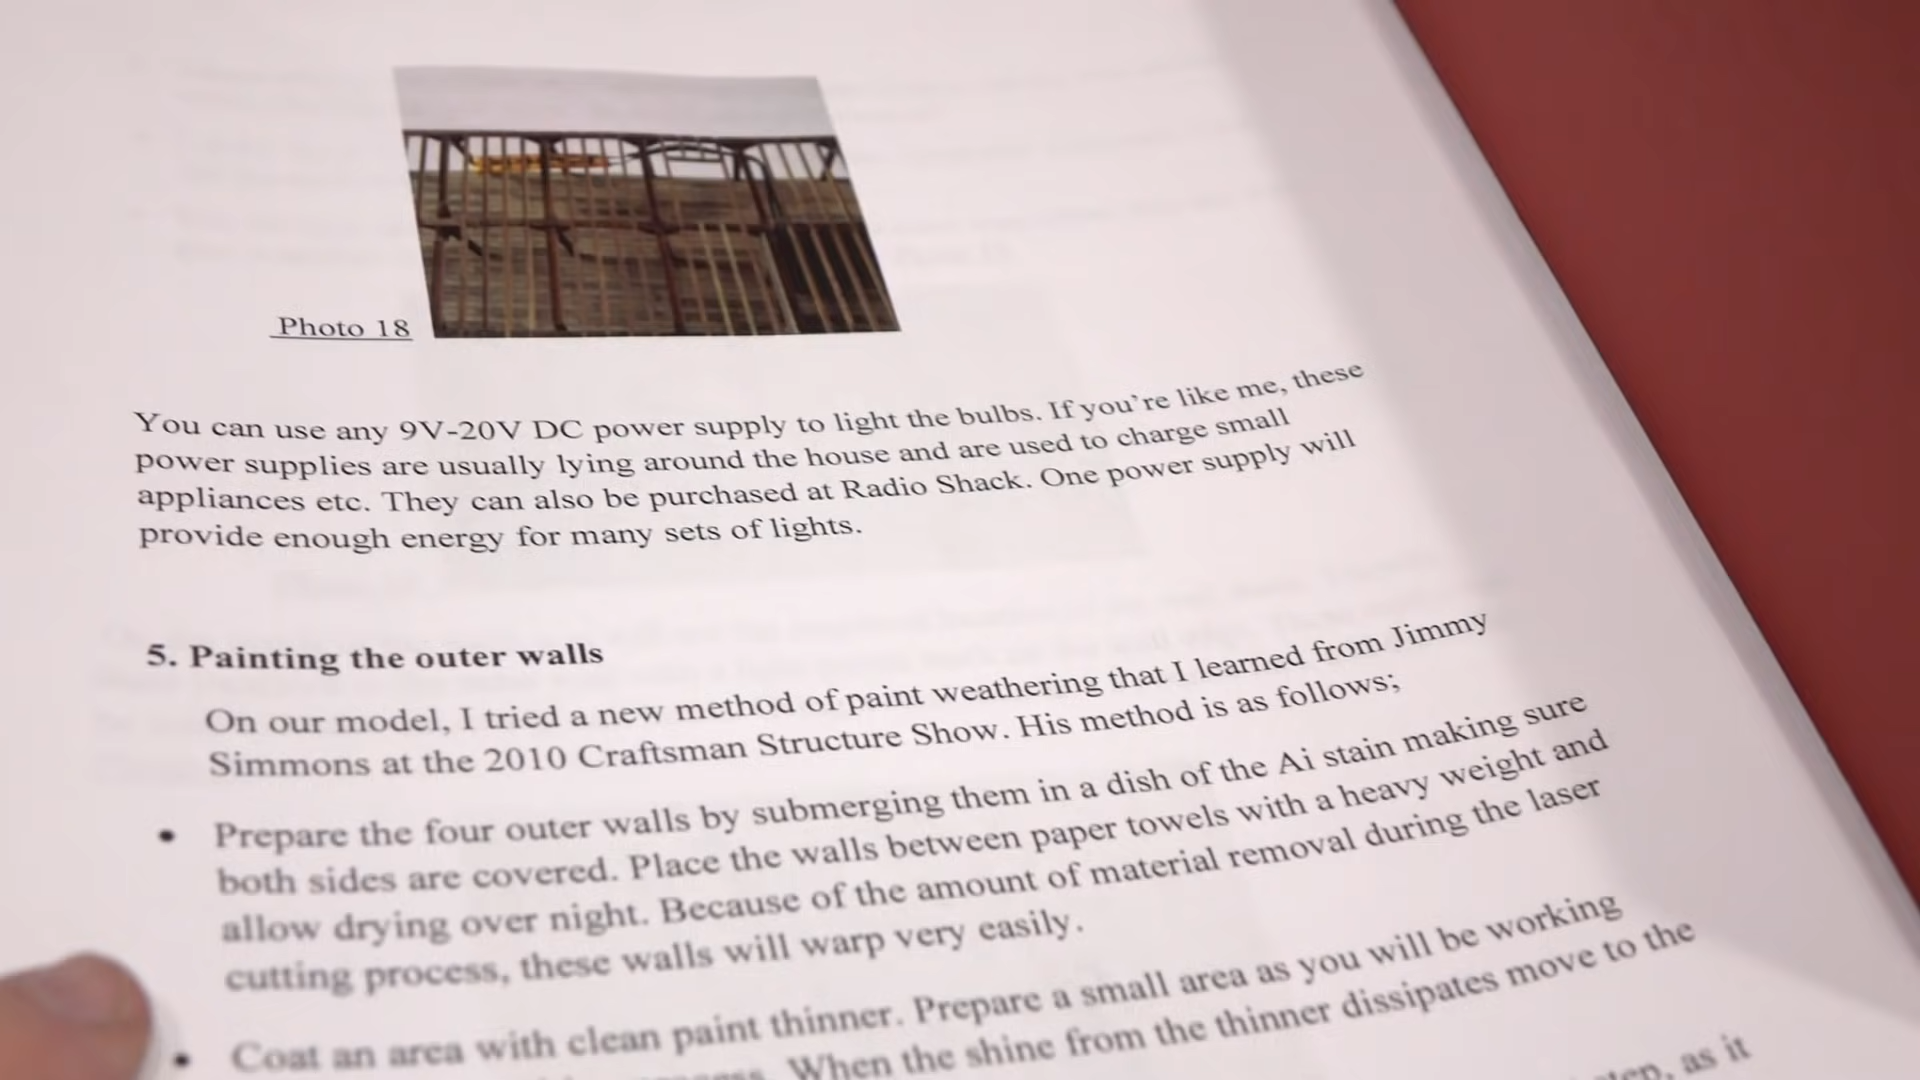 Photo 18
You can use any 9V-20V DC power supply to light the bulbs. If you're like me, these
power supplies are usually lying around the house and are used to charge small
appliances etc. They can also be purchased at Radio Shack. One power supply will
provide enough energy for many sets of lights.
5. Painting the outer walls
On our model, I tried a new method of paint weathering that I learned from Jimmy
Simmons at the 2010 Craftsman Structure Show. His method is as follows;
• Prepare the four outer walls by submerging them in a dish of the Ai stain making sure
both sides are covered. Place the walls between paper towels with a heavy weight and
allow drying over night. Because of the amount of material removal during the laser
cutting process, these walls will warp very easily.
• Coat an area with clean paint thinner. Prepare a small area as you will be working
When the shine from the thinner dissipates move to the
step, as it